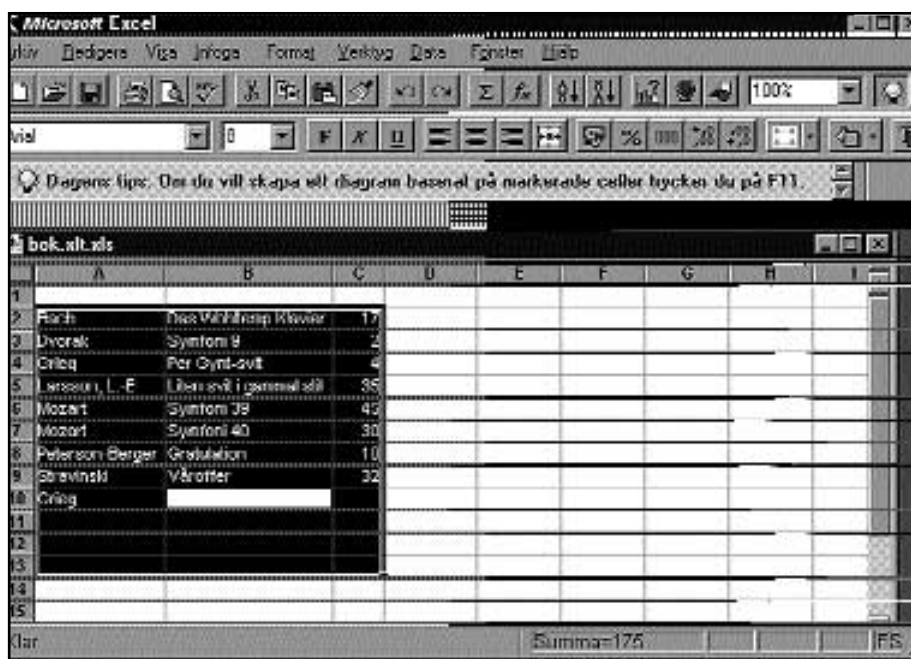 Microsoft Excel
Redigera Visa Infoga Format Verktyg Data Fönster Hjälp
100%
Arial 8 F K U % 000
Dagens tips: Om du vill skapa ett diagram baserat på markerade celler trycker du på F11.
bok.xlt.xls
A B C D E F G H I
1
2 Bach Das Wohltemp Klavier 17
3 Dvorak Symfoni 9 2
4 Grieg Per Gynt-svit 4
5 Larsson, L.-E Liten svit i gammal stil 35
6 Mozart Symfoni 39 45
7 Mozart Symfoni 40 30
8 Peterson-Berger Gratulation 10
9 Stravinski Våroffer 32
10 Grieg
11
12
13
14
15
Klar Summa=175